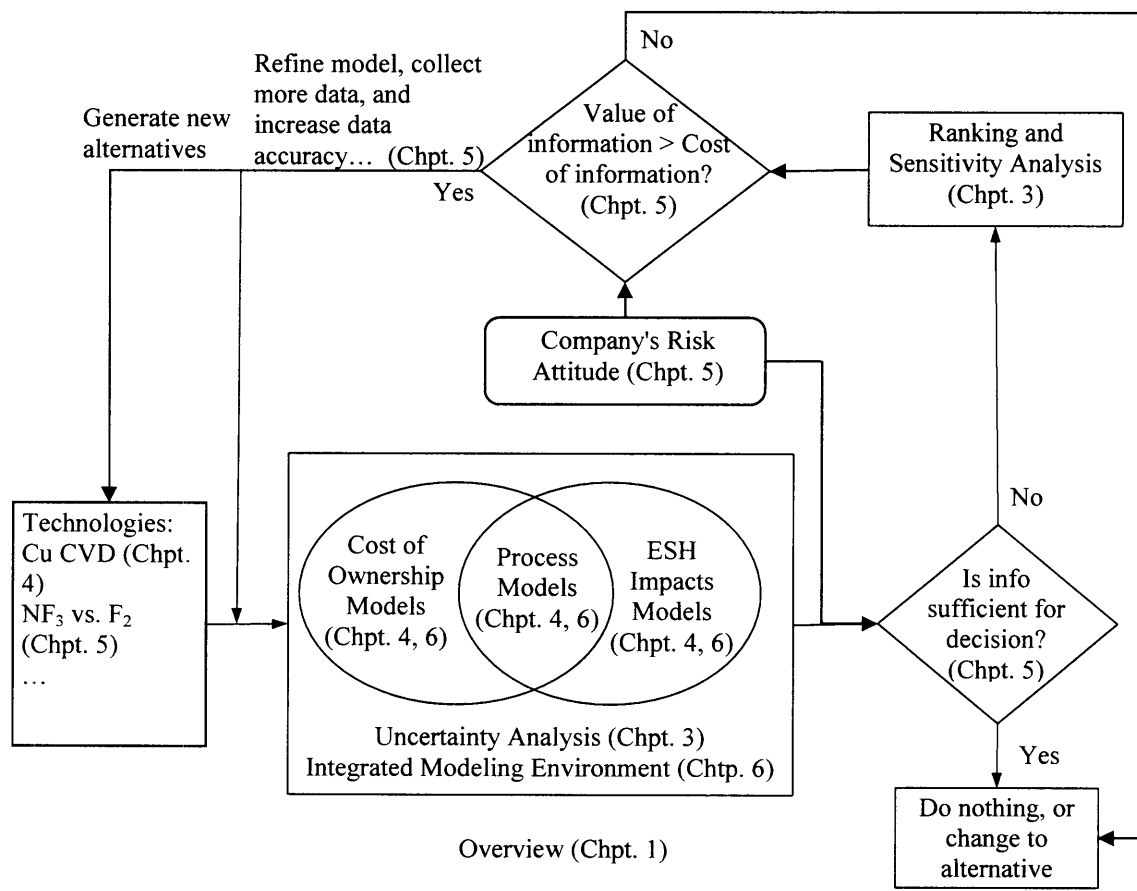 No
Refine model, collect
more data, and
increase data
accuracy… (Chpt. 5)
Generate new
alternatives
Yes
Value of
information > Cost
of information?
(Chpt. 5)
Ranking and
Sensitivity Analysis
(Chpt. 3)
Company's Risk
Attitude (Chpt. 5)
Technologies:
Cu CVD (Chpt.
4)
NF₃ vs. F₂
(Chpt. 5)
…
Cost of
Ownership
Models
(Chpt. 4, 6)
Process
Models
(Chpt. 4, 6)
ESH
Impacts
Models
(Chpt. 4, 6)
Uncertainty Analysis (Chpt. 3)
Integrated Modeling Environment (Chtp. 6)
No
Is info
sufficient for
decision?
(Chpt. 5)
Yes
Do nothing, or
change to
alternative
Overview (Chpt. 1)